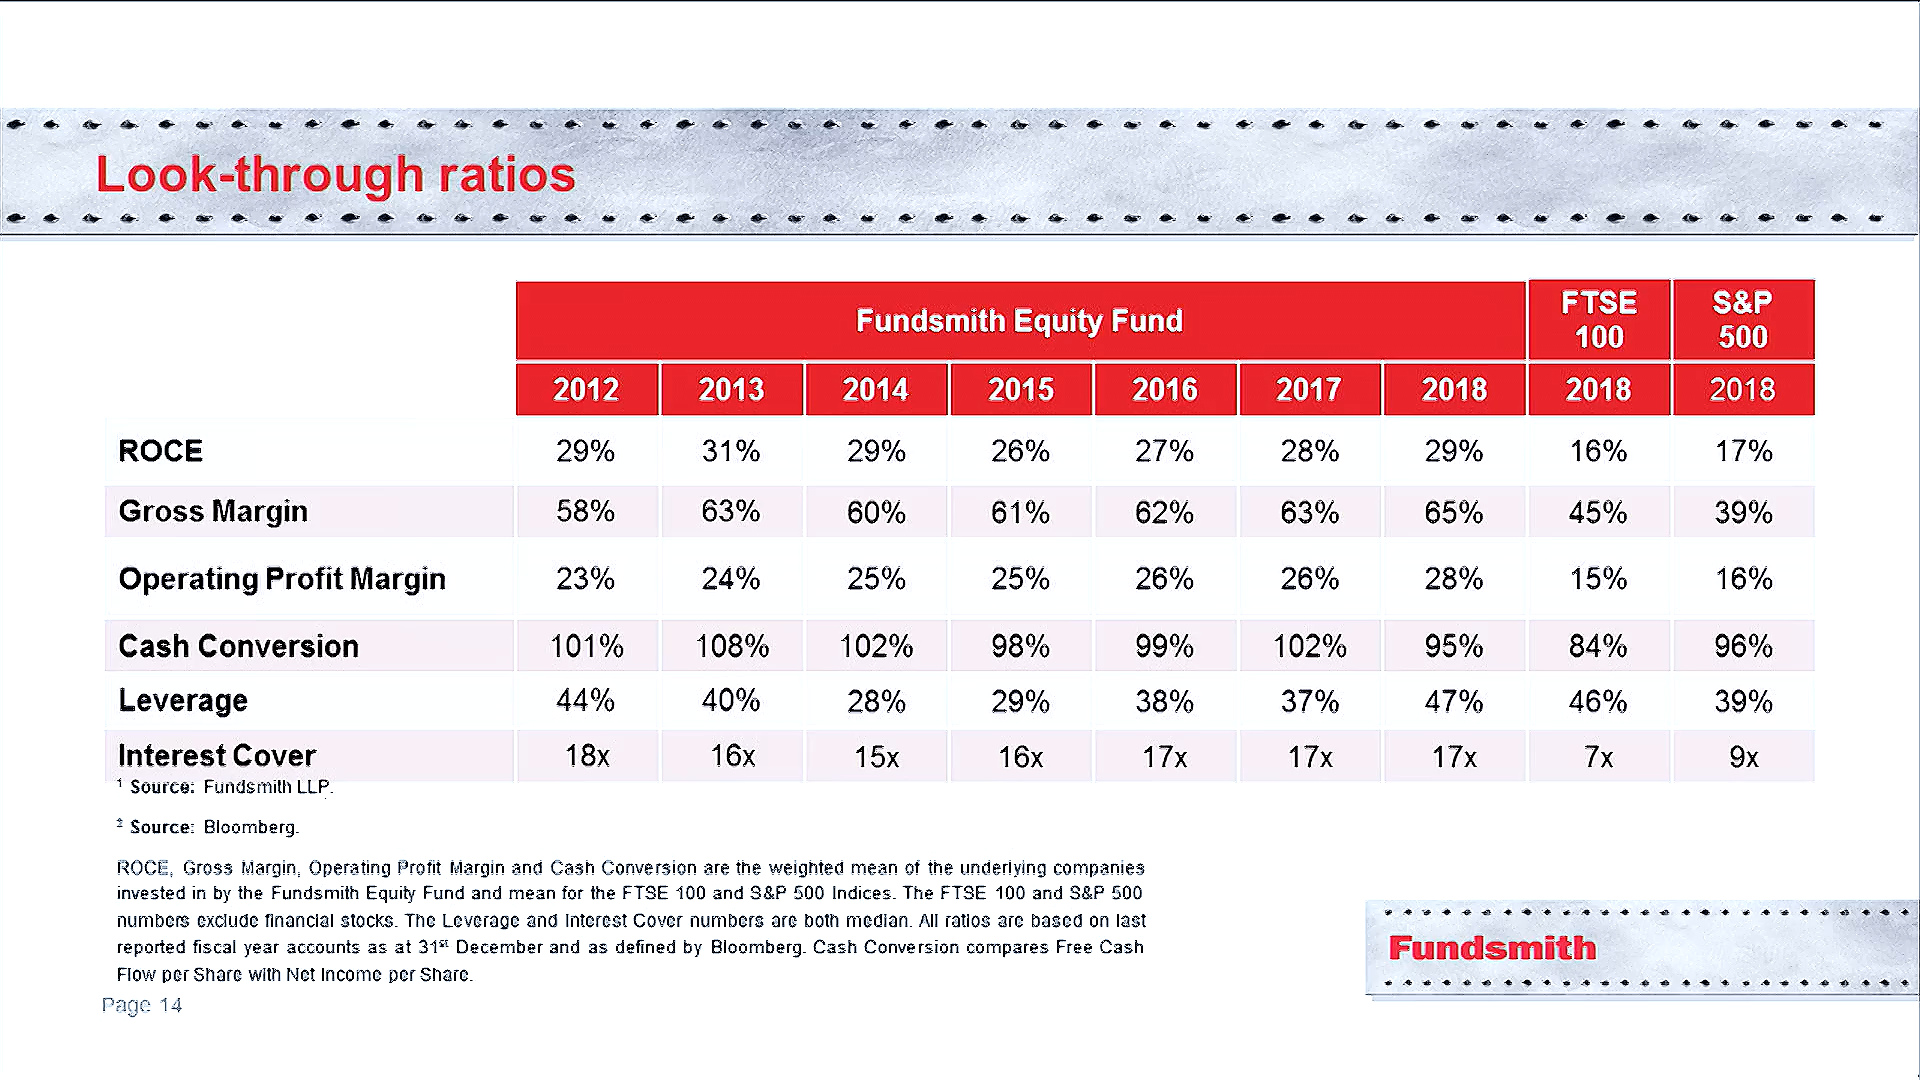 Look-through ratios
Fundsmith Equity Fund FTSE 100 S&P 500
2012 2013 2014 2015 2016 2017 2018 2018 2018
ROCE 29% 31% 29% 26% 27% 28% 29% 16% 17%
Gross Margin 58% 63% 60% 61% 62% 63% 65% 45% 39%
Operating Profit Margin 23% 24% 25% 25% 26% 26% 28% 15% 16%
Cash Conversion 101% 108% 102% 98% 99% 102% 95% 84% 96%
Leverage 44% 40% 28% 29% 38% 37% 47% 46% 39%
Interest Cover 18x 16x 15x 16x 17x 17x 17x 7x 9x
¹ Source: Fundsmith LLP.
² Source: Bloomberg.
ROCE, Gross Margin, Operating Profit Margin and Cash Conversion are the weighted mean of the underlying companies
invested in by the Fundsmith Equity Fund and mean for the FTSE 100 and S&P 500 Indices. The FTSE 100 and S&P 500
numbers exclude financial stocks. The Leverage and Interest Cover numbers are both median. All ratios are based on last
reported fiscal year accounts as at 31st December and as defined by Bloomberg. Cash Conversion compares Free Cash
Flow per Share with Net Income per Share.
Page 14
Fundsmith